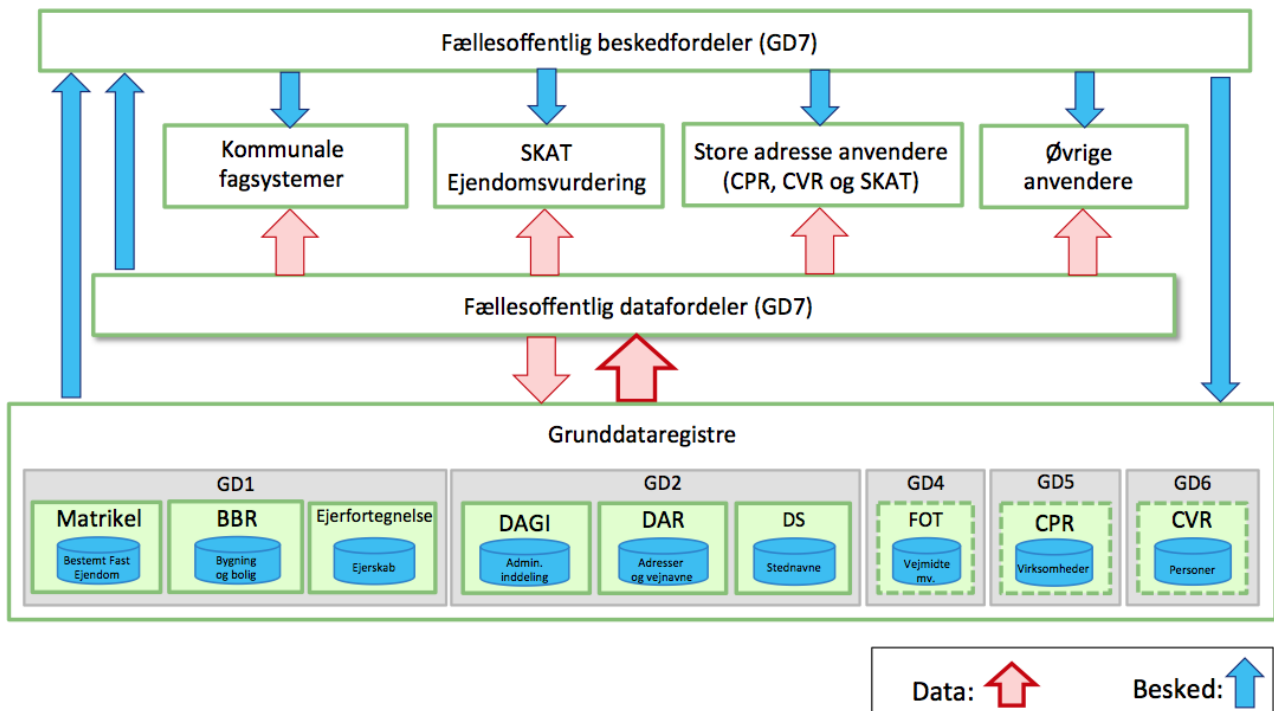 Fællesoffentlig beskedfordeler (GD7)
Kommunale
fagsystemer
SKAT
Ejendomsvurdering
Store adresse anvendere
(CPR, CVR og SKAT)
Øvrige
anvendere
Fællesoffentlig datafordeler (GD7)
Grunddataregistre
GD1
GD2
GD4
GD5
GD6
Matrikel
Bestemt Fast
Ejendom
BBR
Bygning
og bolig
Ejerfortegnelse
Ejerskab
DAGI
Admin.
inddeling
DAR
Adresser
og vejnavne
DS
Stednavne
FOT
Vejmidte
mv.
CPR
Virksomheder
CVR
Personer
Data:
Besked: